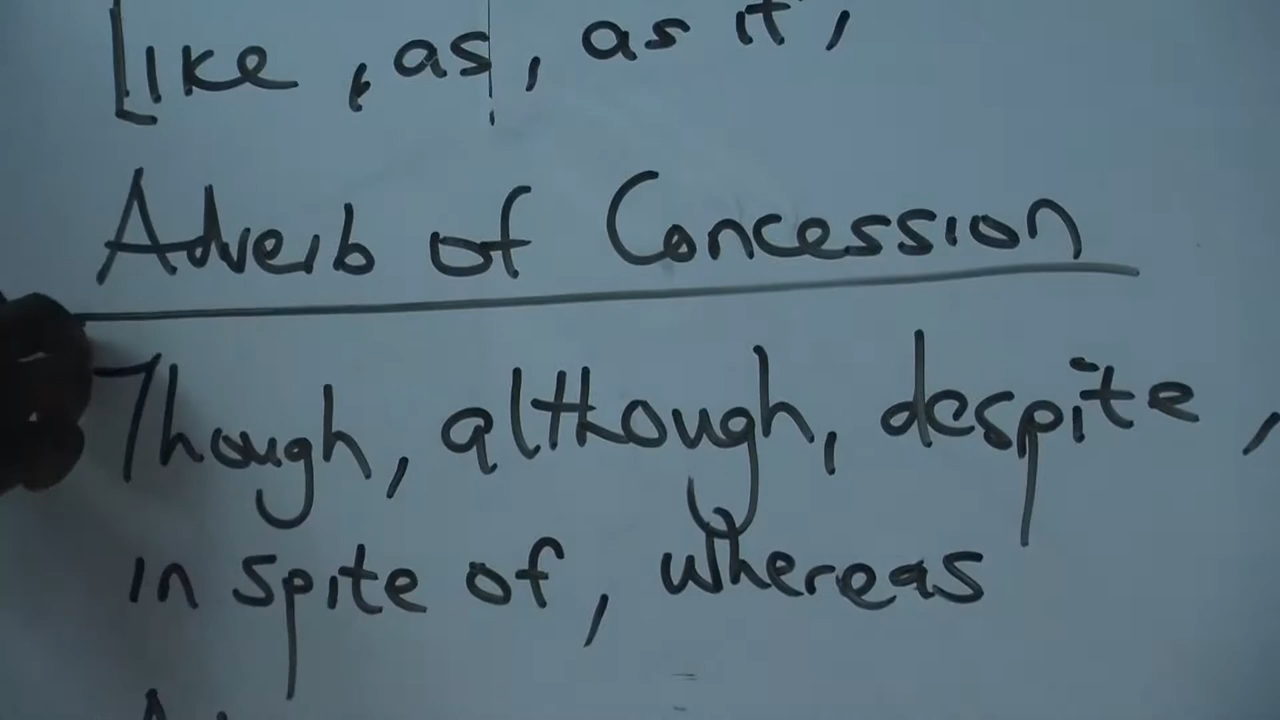 Like, as, as if,
Adverb of Concession
Though, although, despite,
in spite of, whereas